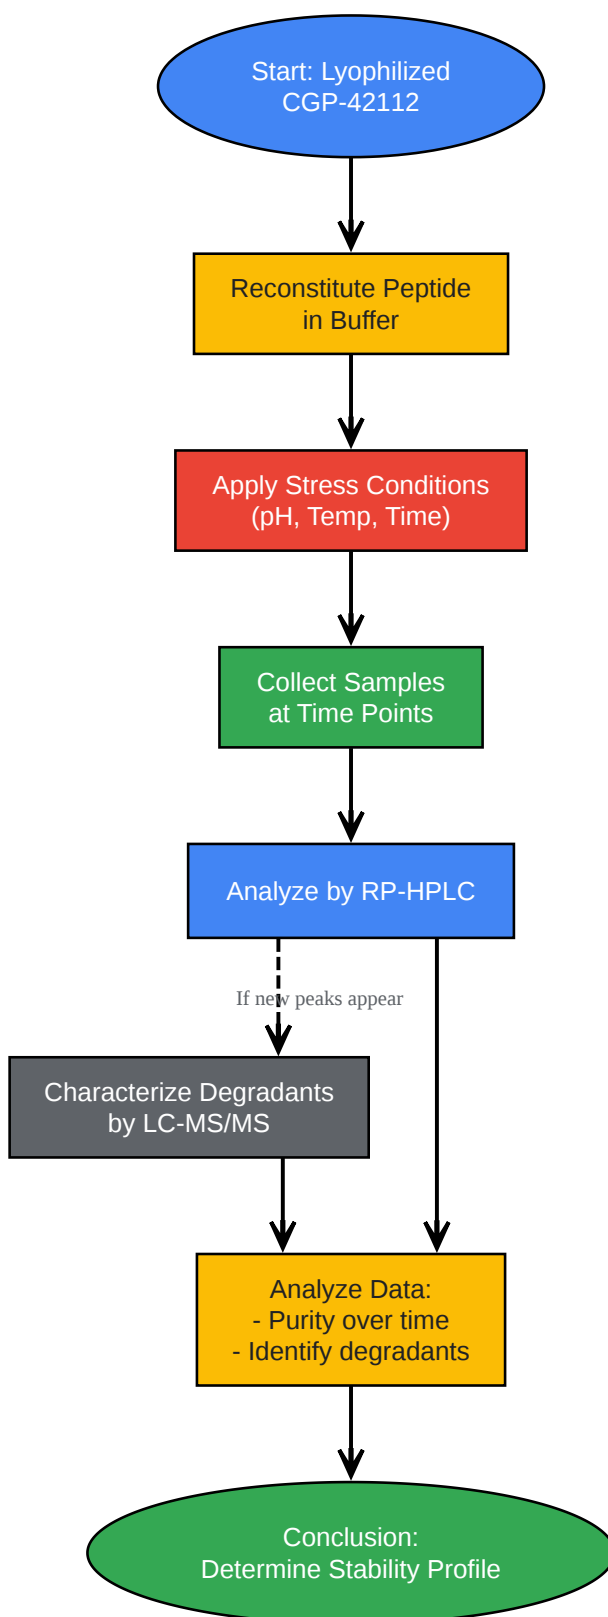 Start: Lyophilized
CGP-42112
Reconstitute Peptide
in Buffer
Apply Stress Conditions
(pH, Temp, Time)
Collect Samples
at Time Points
Analyze by RP-HPLC
If new peaks appear
Characterize Degradants
by LC-MS/MS
Analyze Data:
- Purity over time
- Identify degradants
Conclusion:
Determine Stability Profile